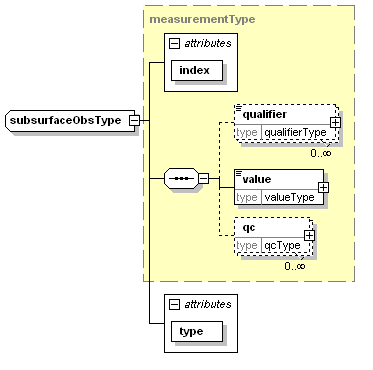 measurementType
attributes
index
subsurfaceObsType
qualifier
type qualifierType
0..∞
value
type valueType
qc
type qcType
0..∞
attributes
type